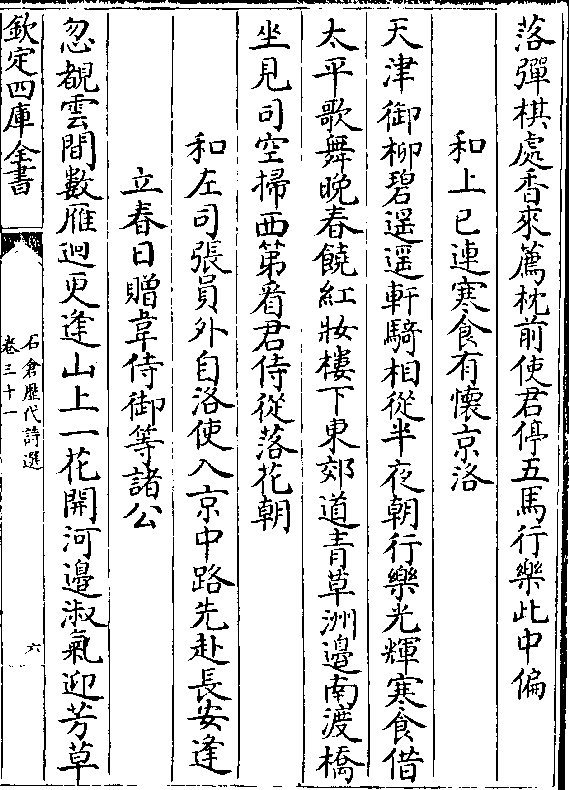 落彈棋處香來薦枕前使君停五馬行樂此中偏
和上巳連寒食有懷京洛
天津御柳碧遥遥軒騎相從半夜朝行樂光輝寒食借
太平歌舞晚春饒紅妝樓下東郊道青草洲邊南渡橋
坐見司空掃西第看君侍從落花朝
和左司張員外自洛使入京中路先赴長安逢
立春日贈韋侍御等諸公
忽覩雲間數雁迴更逢山上一花開河邊淑氣迎芳草
欽定四庫全書
石倉歴代詩選
卷三十一
六